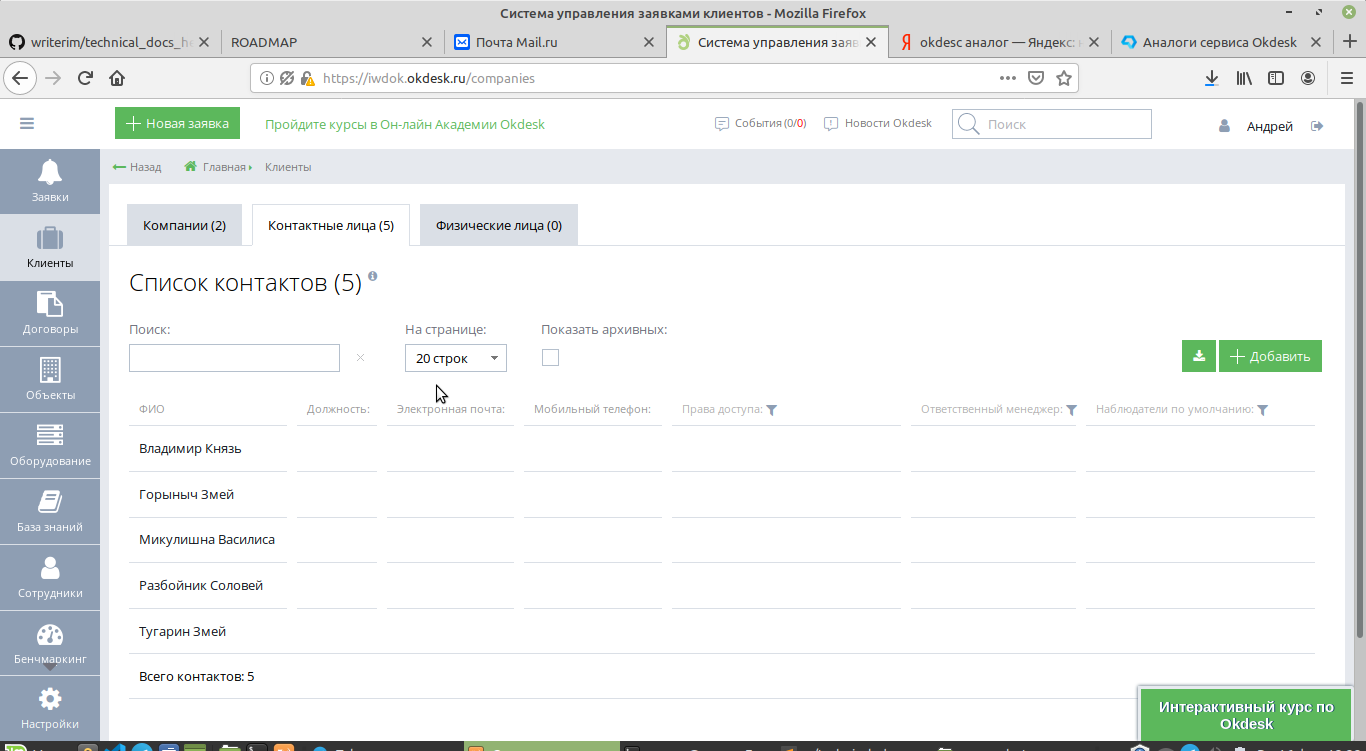 Система управления заявками клиентов - Mozilla Firefox
writerim/technical_docs_he
ROADMAP
Почта Mail.ru
Система управления заяв
okdesc аналог — Яндекс:
Аналоги сервиса Okdesk
https://iwdok.okdesk.ru/companies
Новая заявка
Пройдите курсы в Он-лайн Академии Okdesk
События (0/0)
Новости Okdesk
Поиск
Андрей
Назад
Главная
Клиенты
Заявки
Клиенты
Договоры
Объекты
Оборудование
База знаний
Сотрудники
Бенчмаркинг
Настройки
Компании (2)
Контактные лица (5)
Физические лица (0)
Список контактов (5)
Поиск:
На странице:
Показать архивных:
20 строк
Добавить
ФИО
Должность:
Электронная почта:
Мобильный телефон:
Права доступа:
Ответственный менеджер:
Наблюдатели по умолчанию:
Владимир Князь
Горыныч Змей
Микулишна Василиса
Разбойник Соловей
Тугарин Змей
Всего контактов: 5
Интерактивный курс по
Okdesk